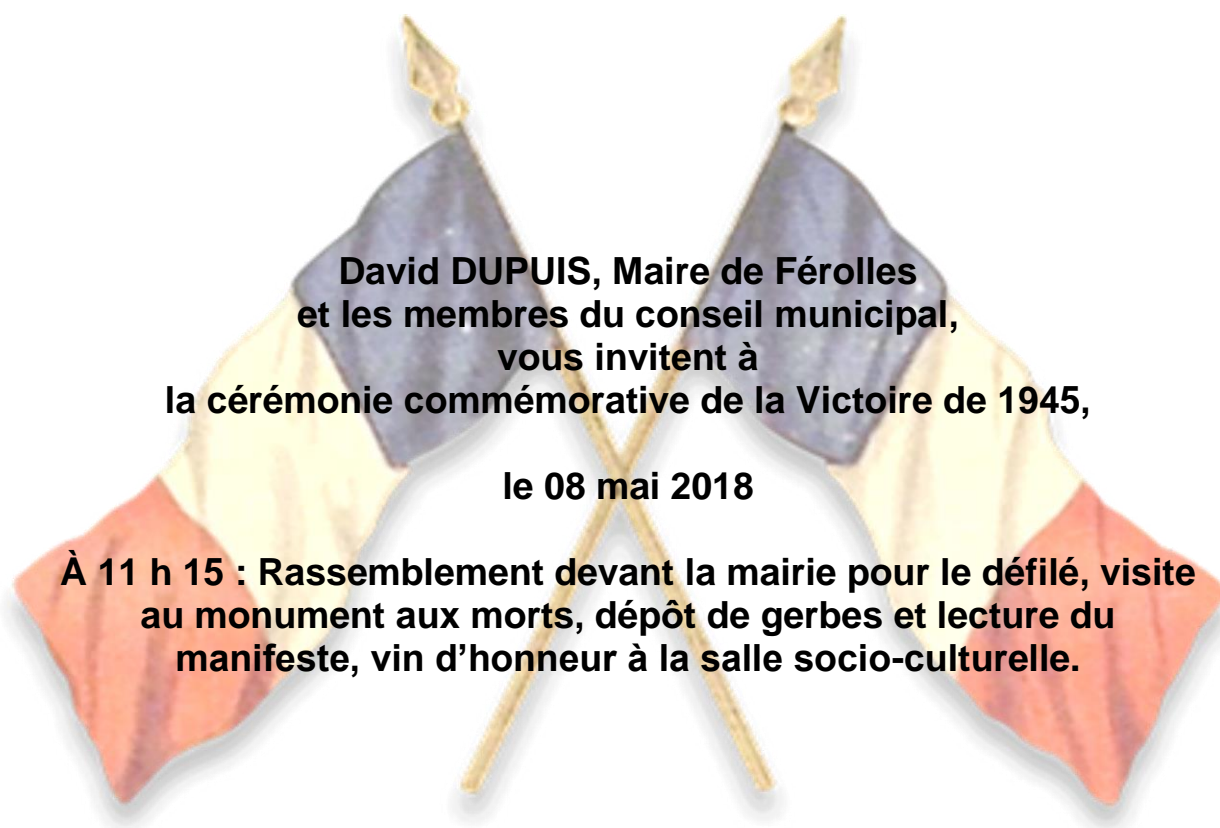 David DUPUIS, Maire de Férolles
et les membres du conseil municipal,
vous invitent à
la cérémonie commémorative de la Victoire de 1945,
le 08 mai 2018
À 11 h 15 : Rassemblement devant la mairie pour le défilé, visite
au monument aux morts, dépôt de gerbes et lecture du
manifeste, vin d’honneur à la salle socio-culturelle.